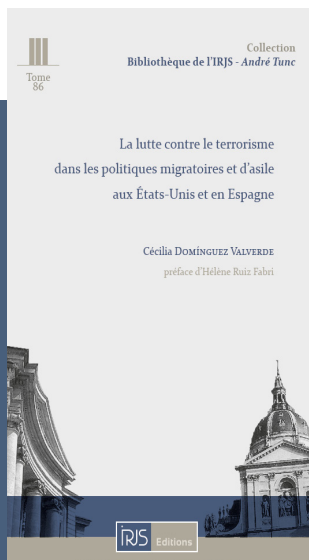 Collection
Bibliothèque de l'IRJS - André Tunc
Tome
86
La lutte contre le terrorisme
dans les politiques migratoires et d'asile
aux États-Unis et en Espagne
Cécilia Domínguez Valverde
préface d'Hélène Ruiz Fabri
IRJS Editions